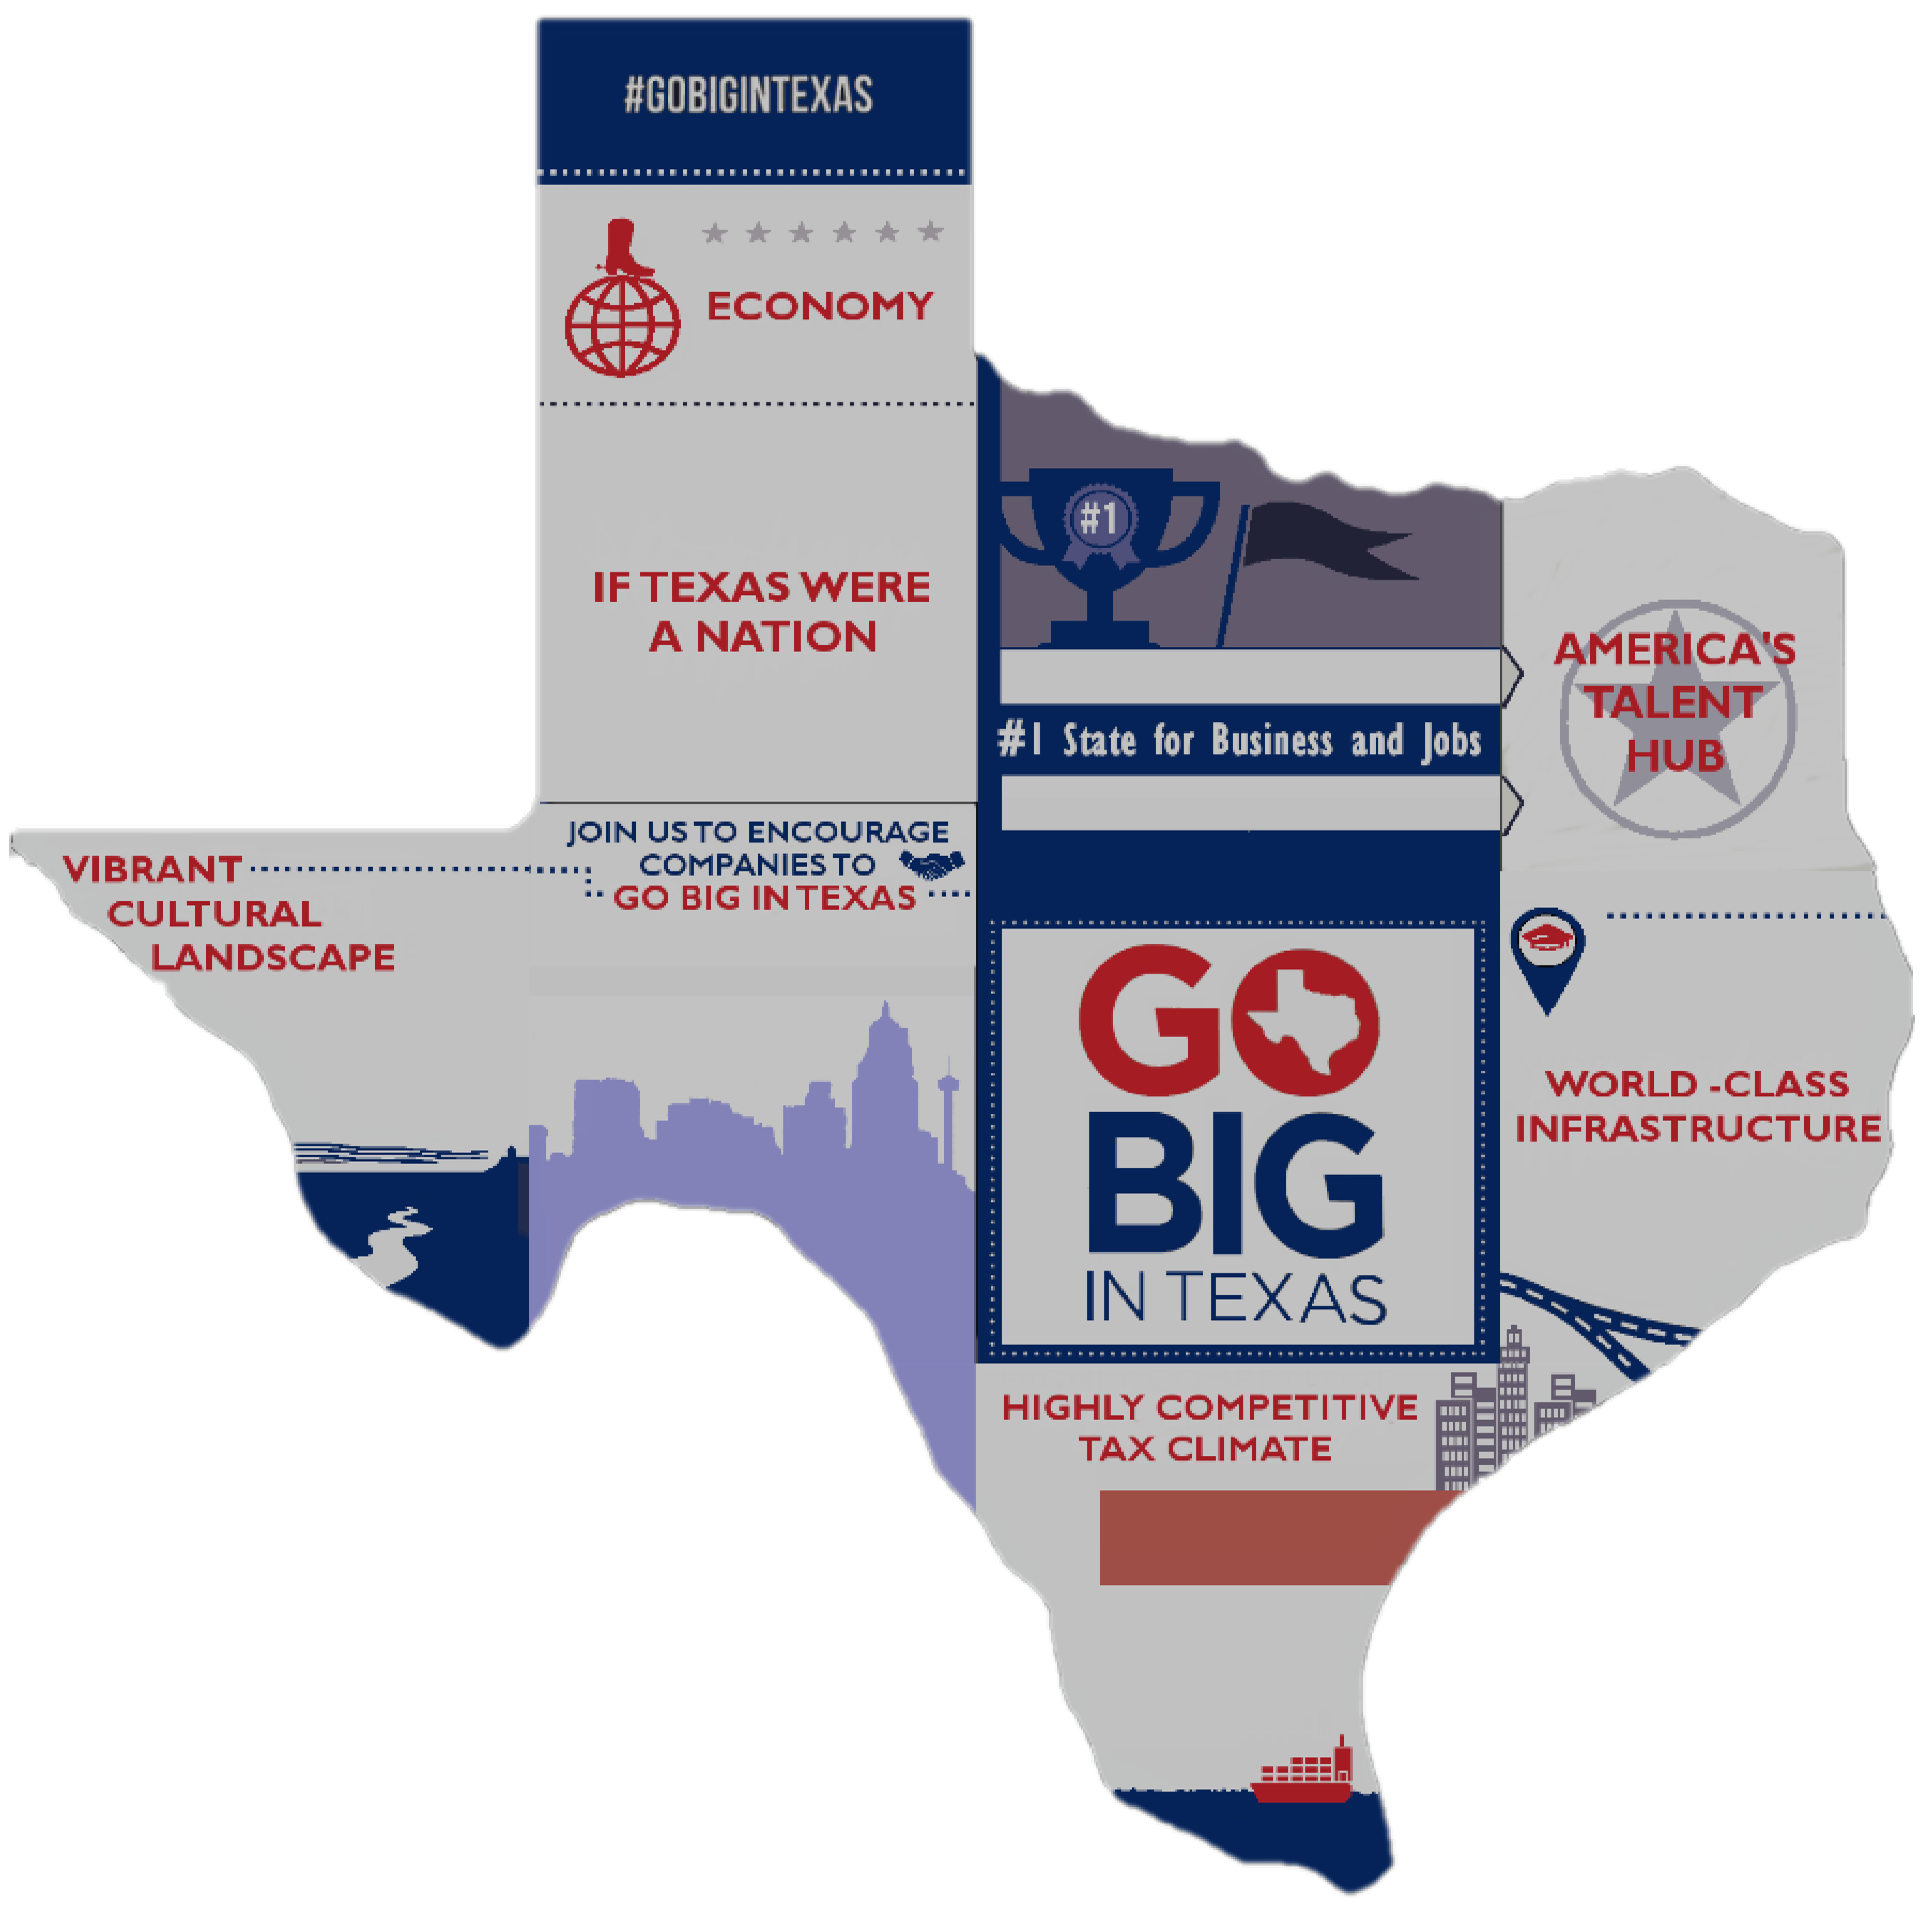 #GOBIGINTEXAS
ECONOMY
IF TEXAS WERE
A NATION
#1
#1 State for Business and Jobs
AMERICA'S
TALENT
HUB
JOIN US TO ENCOURAGE
COMPANIES TO
GO BIG IN TEXAS
VIBRANT
CULTURAL
LANDSCAPE
GO
BIG
IN TEXAS
WORLD -CLASS
INFRASTRUCTURE
HIGHLY COMPETITIVE
TAX CLIMATE